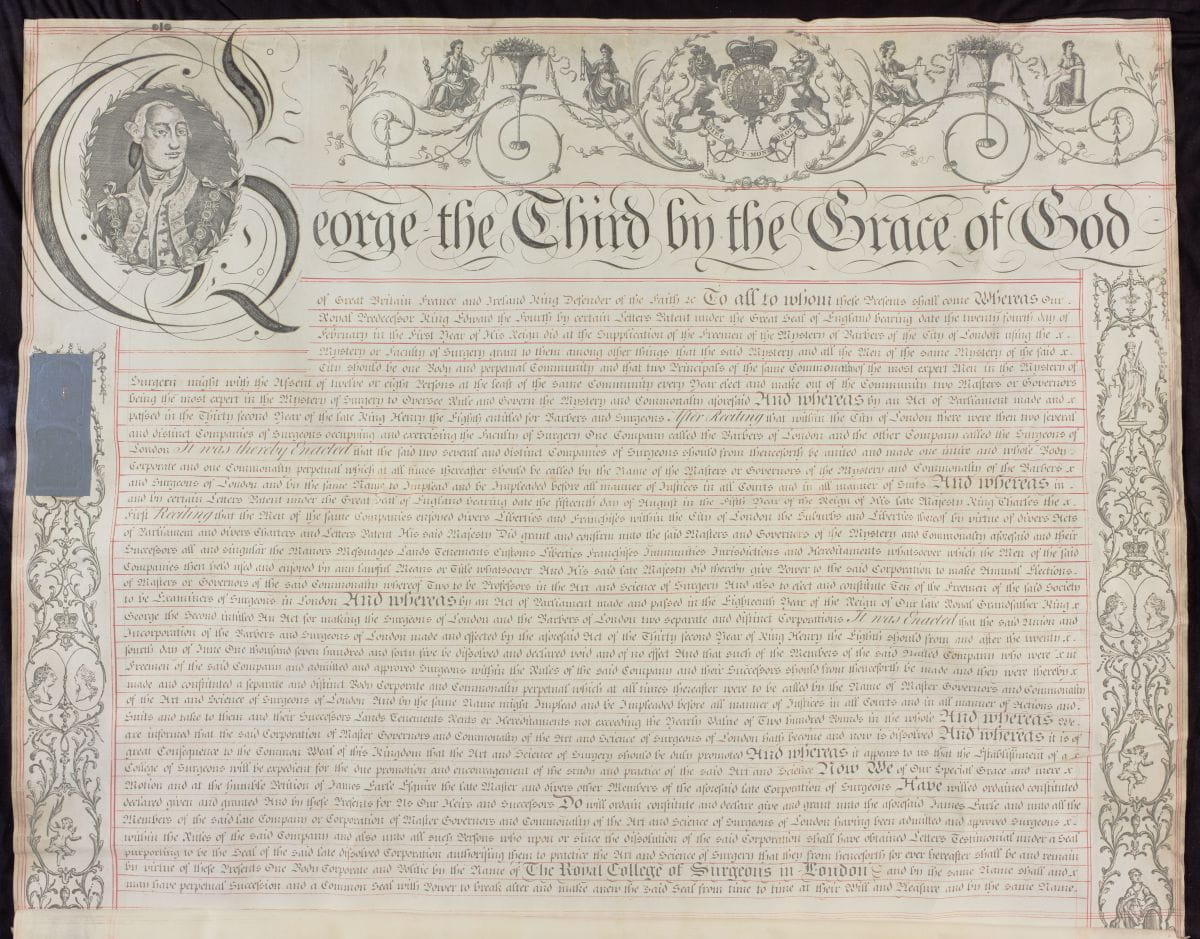 DIEU ET MON DROIT
George the Third by the Grace of God
of Great Britain France and Ireland King Defender of the Faith &c To all to whom these Presents shall come Whereas Our
Royal Predecessor King Edward the Fourth by certain Letters Patent under the Great Seal of England bearing date the twenty fourth day of
February in the First Year of His Reign did at the Supplication of the Freemen of the Mystery of Barbers of the City of London using the x
Mystery or Faculty of Surgery grant to them among other things that the said Mystery and all the Men of the same Mystery of the said x
City should be one Body and perpetual Community and that two Principals of the same Commonalty of the most expert Men in the Mystery of
Surgery might with the Assent of twelve or eight Persons at the least of the same Community every Year elect and make out of the Community two Masters or Governors
being the most expert in the Mystery of Surgery to Oversee Rule and Govern the Mystery and Commonalty aforesaid And whereas by an Act of Parliament made and x
passed in the Thirty second Year of the late King Henry the Eighth entitled for Barbers and Surgeons After Reciting that within the City of London there were then two several
and distinct Companies of Surgeons occupying and exercising the Faculty of Surgery One Company called the Barbers of London and the other Company called the Surgeons of
London It was thereby Enacted that the said two several and distinct Companies of Surgeons should from thenceforth be united and made one intire and whole Body
Corporate and one Commonalty perpetual which at all times thereafter should be called by the Name of the Masters or Governors of the Mystery and Commonalty of the Barbers x
and Surgeons of London and by the same Name to Implead and be Impleaded before all manner of Justices in all Courts and in all manner of Suits And whereas in
and by certain Letters Patent under the Great Seal of England bearing date the fifteenth day of August in the Fifth Year of the Reign of His late Majesty King Charles the x
First Reciting that the Men of the same Companies enjoyed divers Liberties and Franchises within the City of London the Suburbs and Liberties thereof by virtue of divers Acts
of Parliament and divers Charters and Letters Patent His said Majesty Did grant and confirm unto the said Masters and Governors of the Mystery and Commonalty aforesaid and their
Successors all and singular the Manors Messuages Lands Tenements Customs Liberties Franchises Immunities Jurisdictions and Hereditaments whatsoever which the Men of the said
Companies then held used and enjoyed by any lawful Means or Title whatsoever And His said late Majesty did thereby give Power to the said Corporation to make Annual Elections
of Masters or Governors of the said Commonalty whereof Two to be Professors in the Art and Science of Surgery And also to elect and constitute Ten of the Freemen of the said Society
to be Examiners of Surgeons in London And whereas by an Act of Parliament made and passed in the Eighteenth Year of the Reign of Our late Royal Grandfather King x
George the Second intitled An Act for making the Surgeons of London and the Barbers of London two separate and distinct Corporations It was Enacted that the said Union and
Incorporation of the Barbers and Surgeons of London made and effected by the aforesaid Act of the Thirty second Year of King Henry the Eighth should from and after the twenty x
fourth day of June One thousand seven hundred and forty five be dissolved and declared void and of no effect And that such of the Members of the said United Company who were x
Freemen of the said Company and admitted and approved Surgeons within the Rules of the said Company and their Successors should from thenceforth be made and they were thereby x
made and constituted a separate and distinct Body Corporate and Commonalty perpetual which at all times thereafter were to be called by the Name of Master Governors and Commonalty
of the Art and Science of Surgeons of London And by the same Name might Implead and be Impleaded before all manner of Justices in all Courts and in all manner of Actions and
Suits and take to them and their Successors Lands Tenements Rents or Hereditaments not exceeding the Yearly Value of Two hundred Pounds in the whole And whereas We
are informed that the said Corporation of Master Governors and Commonalty of the Art and Science of Surgeons of London hath become and now is dissolved And whereas it is of
great Consequence to the Common Weal of this Kingdom that the Art and Science of Surgery should be duly promoted And whereas it appears to us that the Establishment of a x
College of Surgeons will be expedient for the due promotion and encouragement of the study and practice of the said Art and Science Now We of Our Special Grace and mere x
Motion and at the humble Petition of James Earle Esquire the late Master and divers other Members of the aforesaid late Corporation of Surgeons Have willed ordained constituted
declared given and granted And by these Presents for Us Our Heirs and Successors Do will ordain constitute and declare give and grant unto the aforesaid James Earle and unto all the
Members of the said late Company or Corporation of Master Governors and Commonalty of the Art and Science of Surgeons of London having been admitted and approved Surgeons x
within the Rules of the said Company and also unto all such Persons who upon or since the dissolution of the said Corporation shall have obtained Letters Testimonial under a Seal
purporting to be the Seal of the said late dissolved Corporation authorising them to practice the Art and Science of Surgery that they from henceforth for ever hereafter shall be and remain
by virtue of these Presents One Body Corporate and Politic by the Name of The Royal College of Surgeons in London and by the same Name shall and x
may have perpetual Succession and a Common Seal with Power to break alter and make anew the said Seal from time to time at their Will and Pleasure and by the same Name